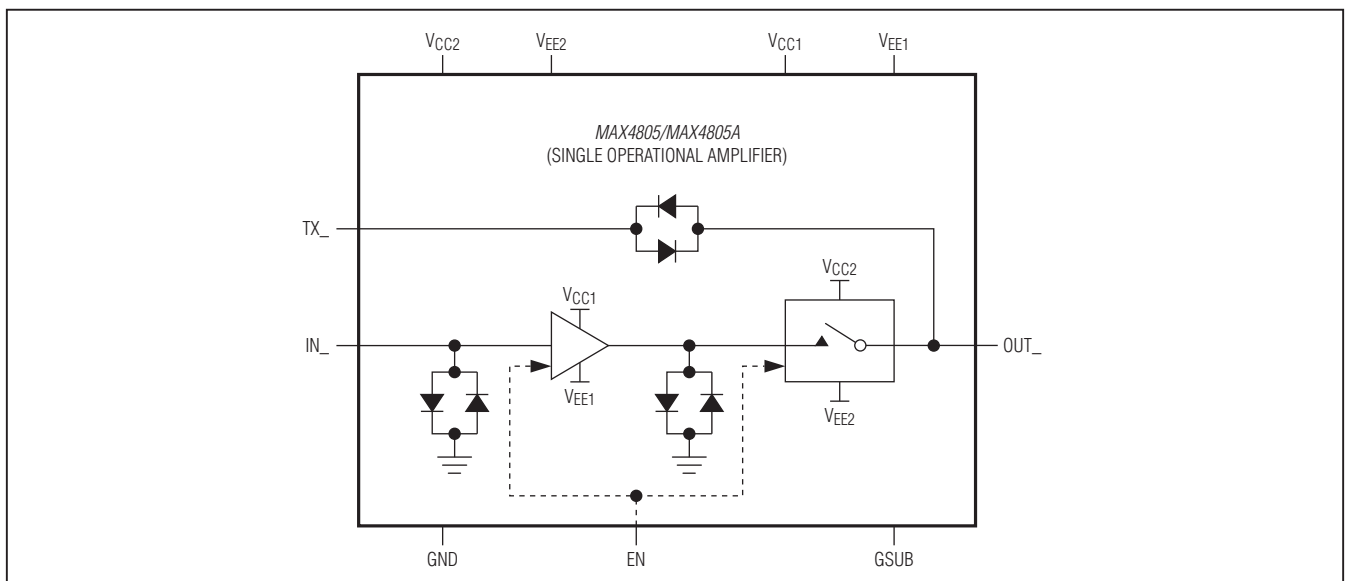 VCC2 VEE2 VCC1 VEE1
MAX4805/MAX4805A
(SINGLE OPERATIONAL AMPLIFIER)
TX_
VCC2
VCC1
IN_ OUT_
VEE1
VEE2
GND EN GSUB